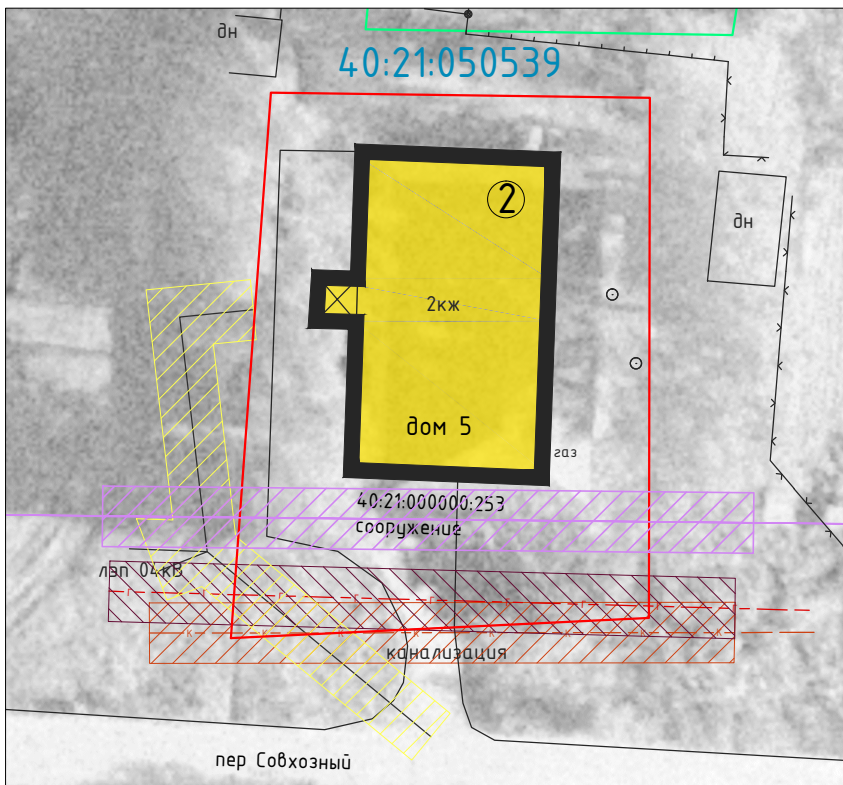 дн
40:21:050539
2
дн
2кж
дом 5
газ
40:21:000000:253
сооружение
лэп 04кВ
г г г г г г г г г
к к к к к к к к
канализация
пер Совхозный